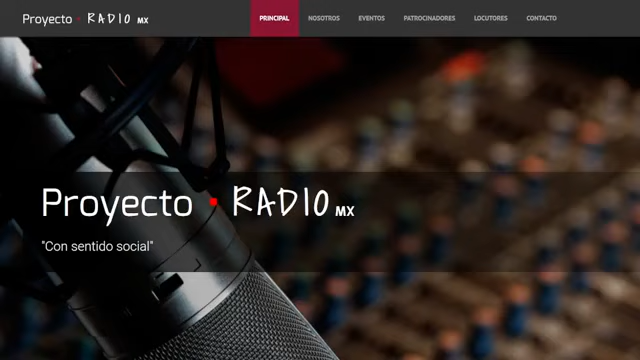 Proyecto • RADIO MX
PRINCIPAL NOSOTROS EVENTOS PATROCINADORES LOCUTORES CONTACTO
Proyecto • RADIO MX
"Con sentido social"